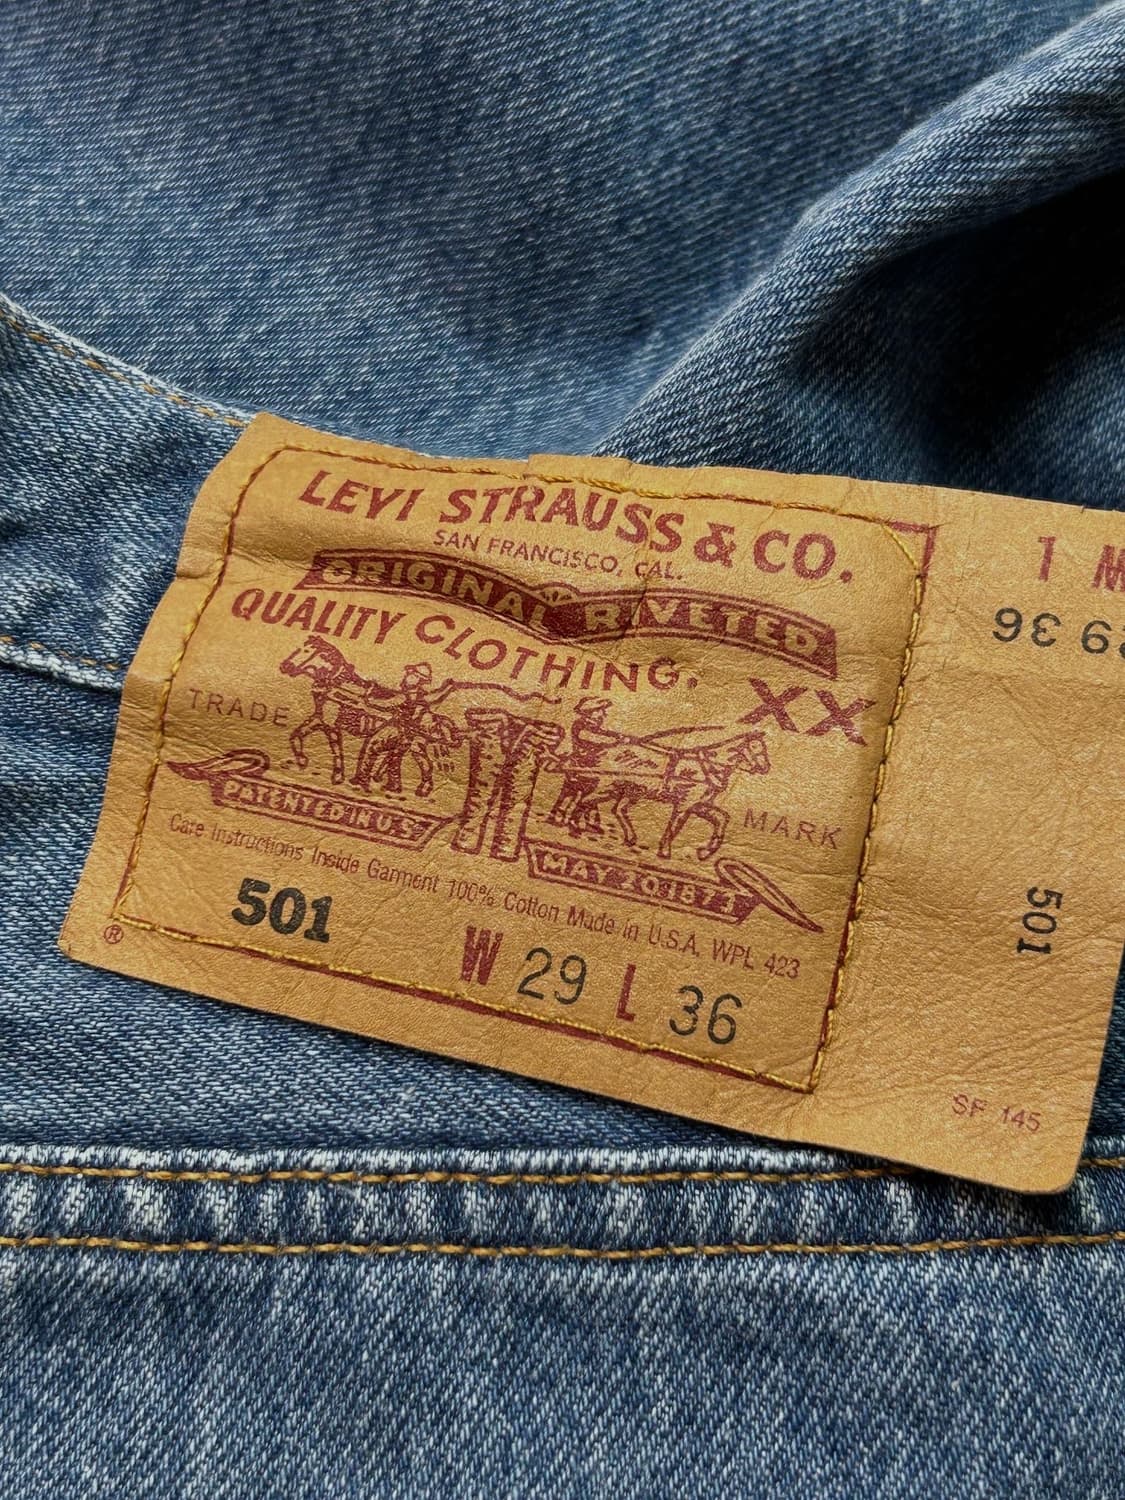 LEVI STRAUSS & CO.
SAN FRANCISCO, CAL.
ORIGINAL RIVETED
QUALITY CLOTHING.
XX
TRADE MARK
PATENTED IN U.S.
MAY 20 1873
Care Instructions Inside Garment 100% Cotton Made in U.S.A. WPL 423
501
W 29 L 36
®
1 M
36
501
SF 145